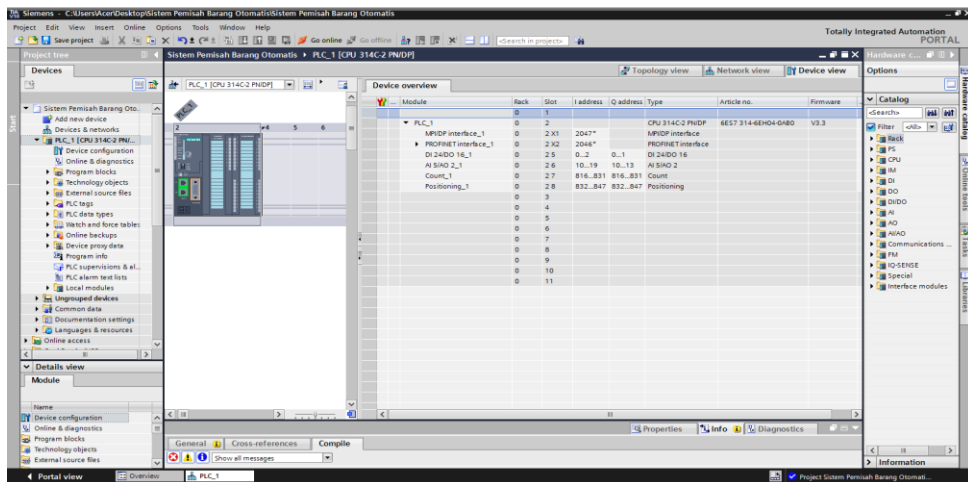 Siemens - C:\Users\Acer\Desktop\Sistem Pemisah Barang Otomatis\Sistem Pemisah Barang Otomatis
Project Edit View Insert Online Options Tools Window Help
Save project
Go online
Go offline
<Search in project>
Totally Integrated Automation
PORTAL
Project tree
Sistem Pemisah Barang Otomatis ▸ PLC_1 [CPU 314C-2 PN/DP]
Hardware c...
Devices
Topology view
Network view
Device view
Options
PLC_1 [CPU 314C-2 PN/DP]
Device overview
Module Rack Slot I address Q address Type Article no. Firmware
0 1
PLC_1 0 2 CPU 314C-2 PN/DP 6ES7 314-6EH04-0AB0 V3.3
MPI/DP interface_1 0 2 X1 2047* MPI/DP interface
PROFINET interface_1 0 2 X2 2046* PROFINET interface
DI 24/DO 16_1 0 2 5 0...2 0...1 DI 24/DO 16
AI 5/AO 2_1 0 2 6 10...19 10...13 AI 5/AO 2
Count_1 0 2 7 816...831 816...831 Count
Positioning_1 0 2 8 832...847 832...847 Positioning
0 3
0 4
0 5
0 6
0 7
0 8
0 9
0 10
0 11
Sistem Pemisah Barang Oto...
Add new device
Devices & networks
PLC_1 [CPU 314C-2 PN/...
Device configuration
Online & diagnostics
Program blocks
Technology objects
External source files
PLC tags
PLC data types
Watch and force tables
Online backups
Device proxy data
Program info
PLC supervisions & al...
PLC alarm text lists
Local modules
Ungrouped devices
Common data
Documentation settings
Languages & resources
Online access
PLC_1
2 4 5 6
Details view
Module
Name
Device configuration
Online & diagnostics
Program blocks
Technology objects
External source files
Properties
Info
Diagnostics
General
Cross-references
Compile
Show all messages
Catalog
<Search>
Filter
<All>
Rack
PS
CPU
IM
DI
DO
DI/DO
AI
AO
AI/AO
Communications ...
FM
IQ-SENSE
Special
Interface modules
Information
Start
Hardware catalog
Online tools
Tasks
Libraries
Portal view
Overview
PLC_1
Project Sistem Pemisah Barang Otomati...